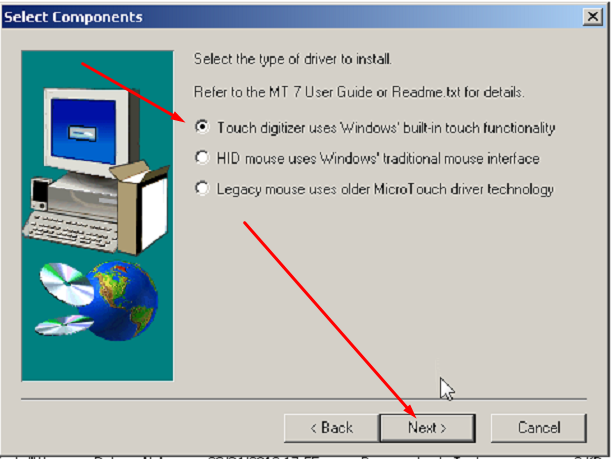 Select Components
Select the type of driver to install.
Refer to the MT 7 User Guide or Readme.txt for details.
Touch digitizer uses Windows' built-in touch functionality
HID mouse uses Windows' traditional mouse interface
Legacy mouse uses older MicroTouch driver technology
< Back
Next >
Cancel